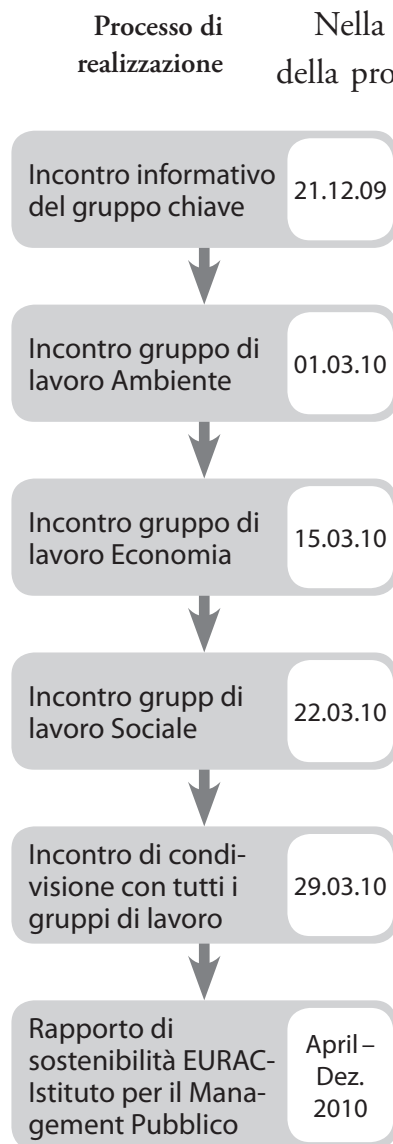 Processo di
realizzazione
Nella
della pro
Incontro informativo
del gruppo chiave
21.12.09
Incontro gruppo di
lavoro Ambiente
01.03.10
Incontro gruppo di
lavoro Economia
15.03.10
Incontro grupp di
lavoro Sociale
22.03.10
Incontro di condi-
visione con tutti i
gruppi di lavoro
29.03.10
Rapporto di
sostenibilità EURAC-
Istituto per il Mana-
gement Pubblico
April –
Dez.
2010